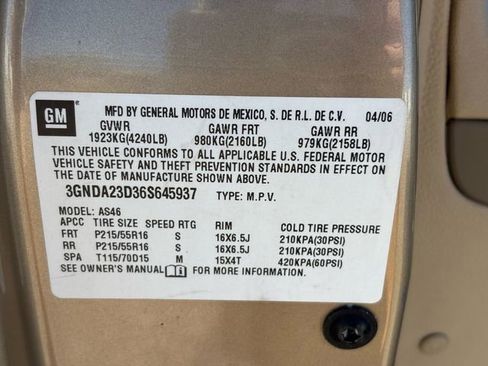 GM
MFD BY GENERAL MOTORS DE MEXICO, S. DE R.L. DE C.V. 04/06
GVWR GAWR FRT GAWR RR
1923KG(4240LB) 980KG(2160LB) 979KG(2158LB)
THIS VEHICLE CONFORMS TO ALL APPLICABLE U.S. FEDERAL MOTOR
VEHICLE SAFETY AND THEFT PREVENTION STANDARDS IN EFFECT ON
THE DATE OF MANUFACTURE SHOWN ABOVE.
3GNDA23D36S645937 TYPE: M.P.V.
MODEL: AS46
APCC TIRE SIZE SPEED RTG RIM COLD TIRE PRESSURE
FRT P215/55R16 S 16X6.5J 210KPA(30PSI)
RR P215/55R16 S 16X6.5J 210KPA(30PSI)
SPA T115/70D15 M 15X4T 420KPA(60PSI)
SEE OWNER'S MANUAL FOR MORE INFORMATION.